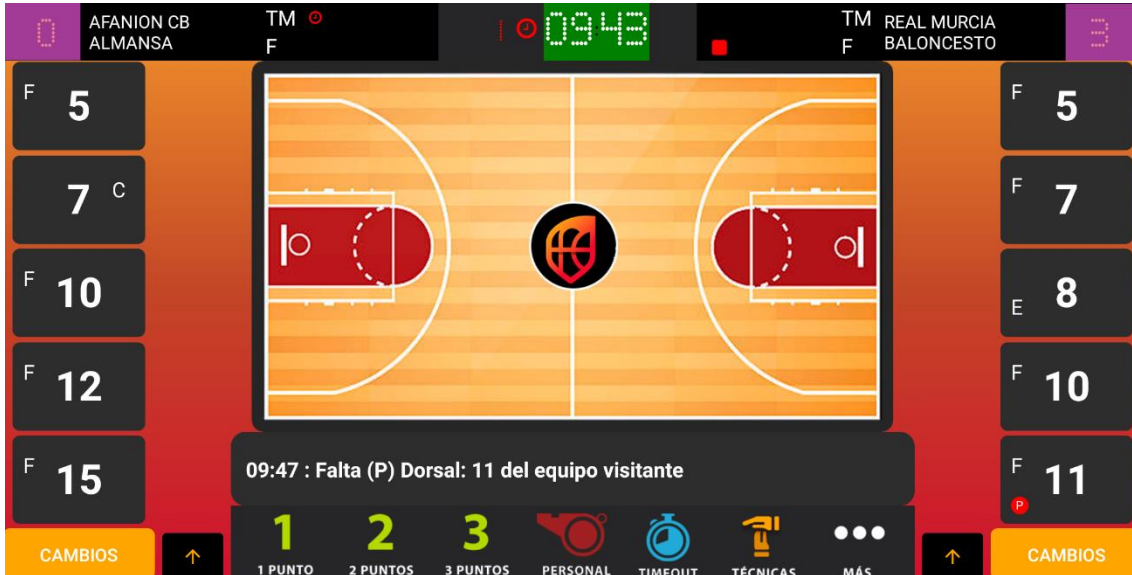 0 AFANION CB ALMANSA TM F 1 09:43 TM F REAL MURCIA BALONCESTO 3
F 5
7 C
F 10
F 12
F 15
CAMBIOS
F 5
F 7
E 8
F 10
F 11
P
CAMBIOS
09:47 : Falta (P) Dorsal: 11 del equipo visitante
1 2 3
1 PUNTO 2 PUNTOS 3 PUNTOS PERSONAL TIMEOUT TÉCNICAS MÁS